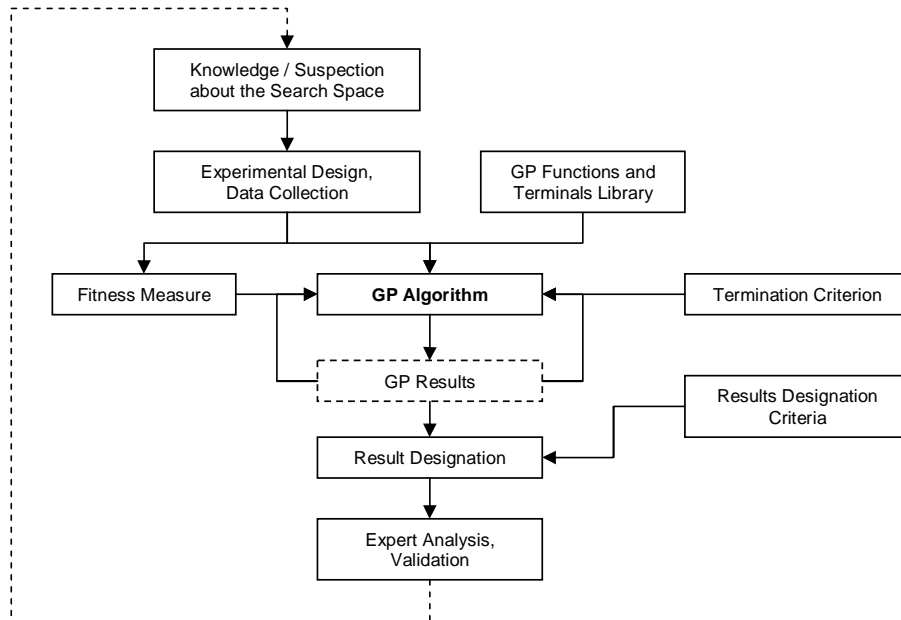 Knowledge / Suspection
about the Search Space
Experimental Design,
Data Collection
GP Functions and
Terminals Library
Fitness Measure
GP Algorithm
Termination Criterion
GP Results
Results Designation
Criteria
Result Designation
Expert Analysis,
Validation